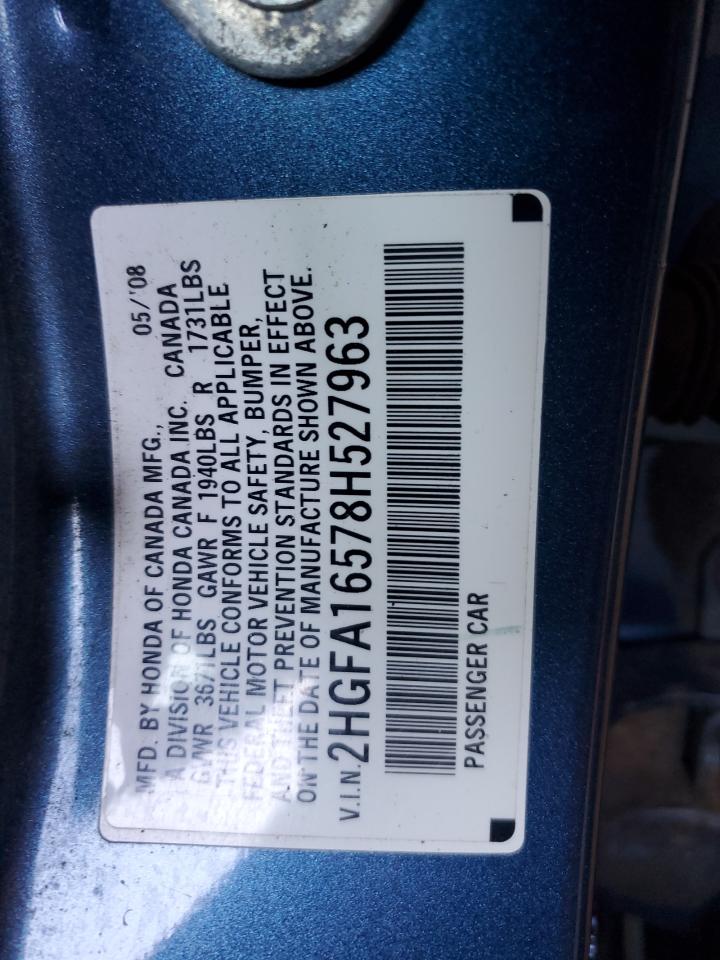 MFD. BY HONDA OF CANADA MFG., 05/'08
A DIVISION OF HONDA CANADA INC. CANADA
GVWR 3671LBS GAWR F 1940LBS R 1731LBS
THIS VEHICLE CONFORMS TO ALL APPLICABLE
FEDERAL MOTOR VEHICLE SAFETY, BUMPER,
AND THEFT PREVENTION STANDARDS IN EFFECT
ON THE DATE OF MANUFACTURE SHOWN ABOVE.
V.I.N. 2HGFA16578H527963
PASSENGER CAR